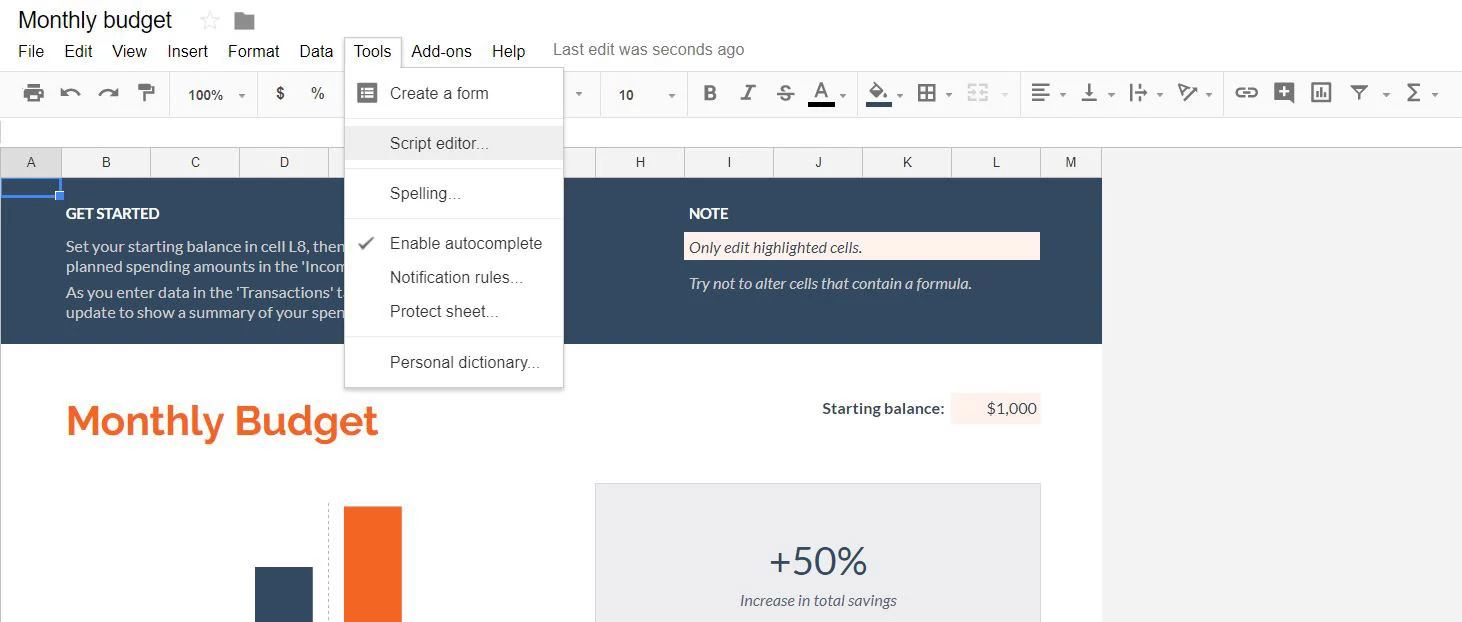 Monthly budget
File Edit View Insert Format Data Tools Add-ons Help Last edit was seconds ago
100% $ % 10 B I S A Σ
Create a form
Script editor...
Spelling...
Enable autocomplete
Notification rules...
Protect sheet...
Personal dictionary...
A B C D H I J K L M
GET STARTED
Set your starting balance in cell L8, then
planned spending amounts in the 'Incom
As you enter data in the 'Transactions' t
update to show a summary of your spen
NOTE
Only edit highlighted cells.
Try not to alter cells that contain a formula.
Monthly Budget
Starting balance: $1,000
+50%
Increase in total savings